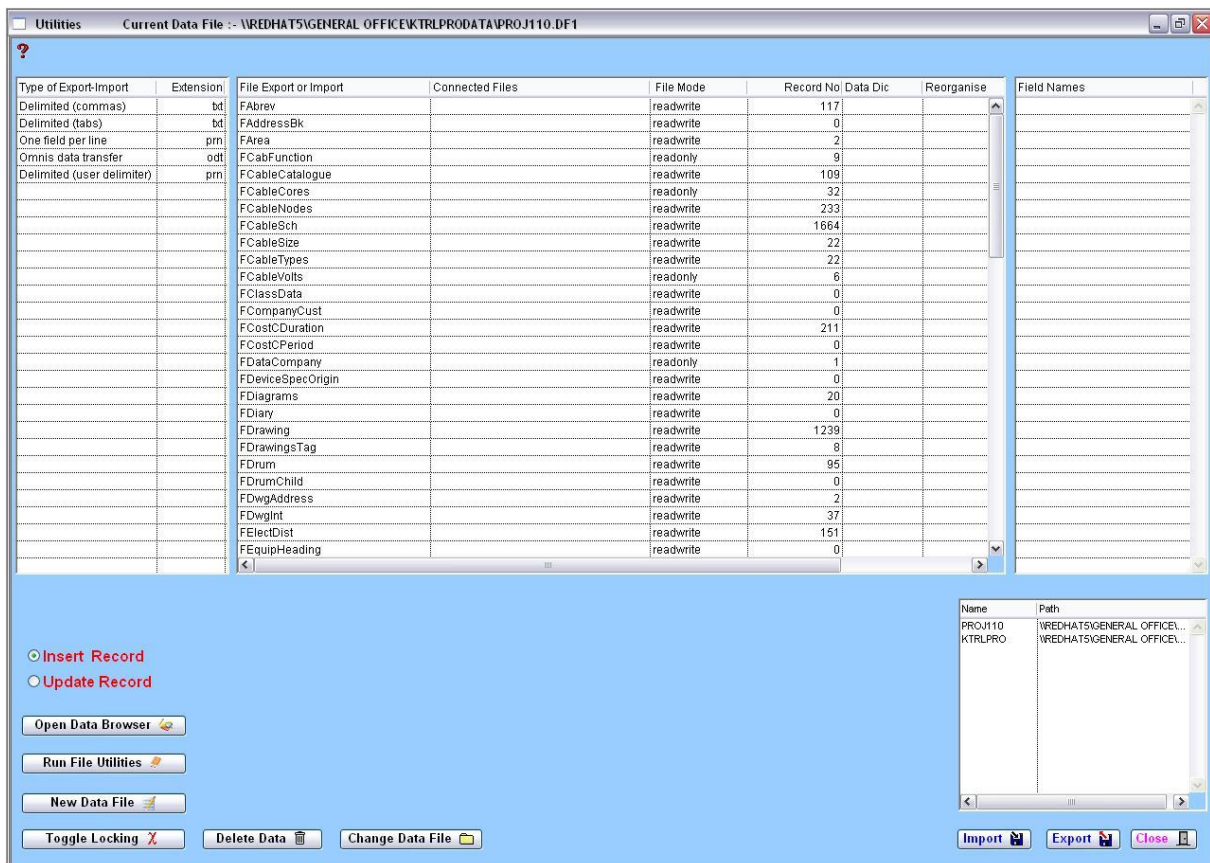 Utilities Current Data File :- \\REDHAT5\GENERAL OFFICE\KTRLPRODATA\PROJ110.DF1
?
Type of Export-Import Extension File Export or Import Connected Files File Mode Record No Data Dic Reorganise Field Names
Delimited (commas) txt FAbrev readwrite 117
Delimited (tabs) txt FAddressBk readwrite 0
One field per line prn FArea readwrite 2
Omnis data transfer odt FCabFunction readonly 9
Delimited (user delimiter) prn FCableCatalogue readwrite 109
FCableCores readonly 32
FCableNodes readwrite 233
FCableSch readwrite 1664
FCableSize readwrite 22
FCableTypes readwrite 22
FCableVolts readonly 6
FClassData readwrite 0
FCompanyCust readwrite 0
FCostCDuration readwrite 211
FCostCPeriod readwrite 0
FDataCompany readonly 1
FDeviceSpecOrigin readwrite 0
FDiagrams readwrite 20
FDiary readwrite 0
FDrawing readwrite 1239
FDrawingsTag readwrite 8
FDrum readwrite 95
FDrumChild readwrite 0
FDwgAddress readwrite 2
FDwgInt readwrite 37
FElectDist readwrite 151
FEquipHeading readwrite 0
Name Path
PROJ110 \\REDHAT5\GENERAL OFFICE\...
KTRLPRO \\REDHAT5\GENERAL OFFICE\...
Insert Record
Update Record
Open Data Browser
Run File Utilities
New Data File
Toggle Locking Delete Data Change Data File Import Export Close